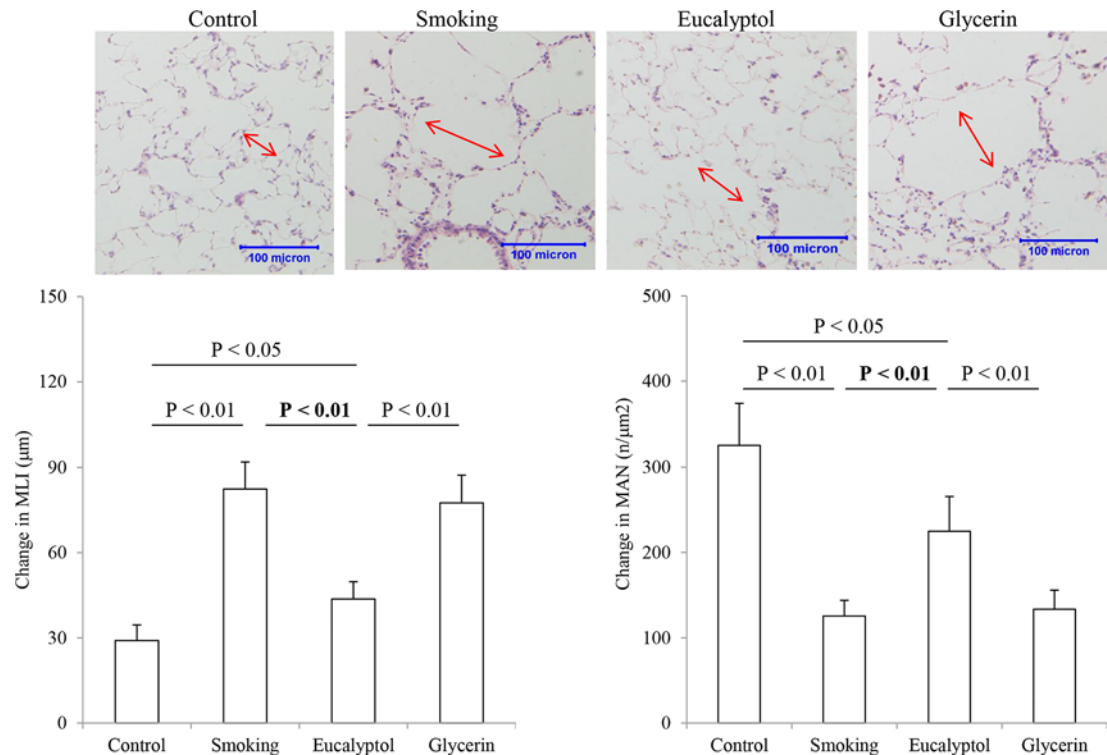 Control Smoking Eucalyptol Glycerin
100 micron 100 micron 100 micron 100 micron
Change in MLI (μm)
150
120
90
60
30
0
P < 0.05
P < 0.01 P < 0.01 P < 0.01
Control Smoking Eucalyptol Glycerin
Change in MAN (n/μm2)
500
400
300
200
100
0
P < 0.05
P < 0.01 P < 0.01 P < 0.01
Control Smoking Eucalyptol Glycerin